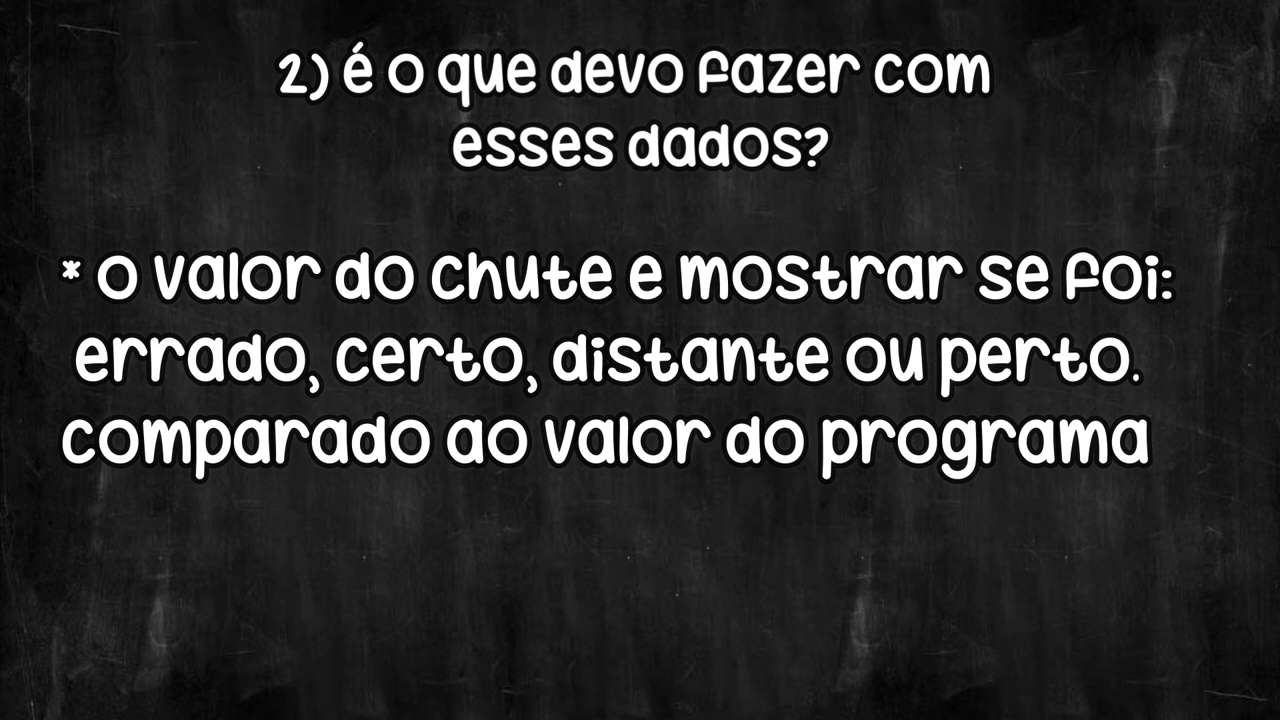 2) é o que devo fazer com
esses dados?
* o valor do chute e mostrar se foi:
errado, certo, distante ou perto.
comparado ao valor do programa